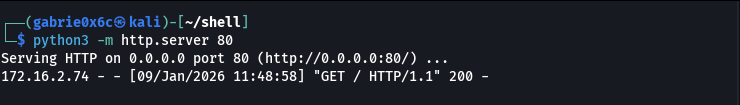 ┌──(gabrie0x6c㉿kali)-[~/shell]
└─$ python3 -m http.server 80
Serving HTTP on 0.0.0.0 port 80 (http://0.0.0.0:80/) ...
172.16.2.74 - - [09/Jan/2026 11:48:58] "GET / HTTP/1.1" 200 -